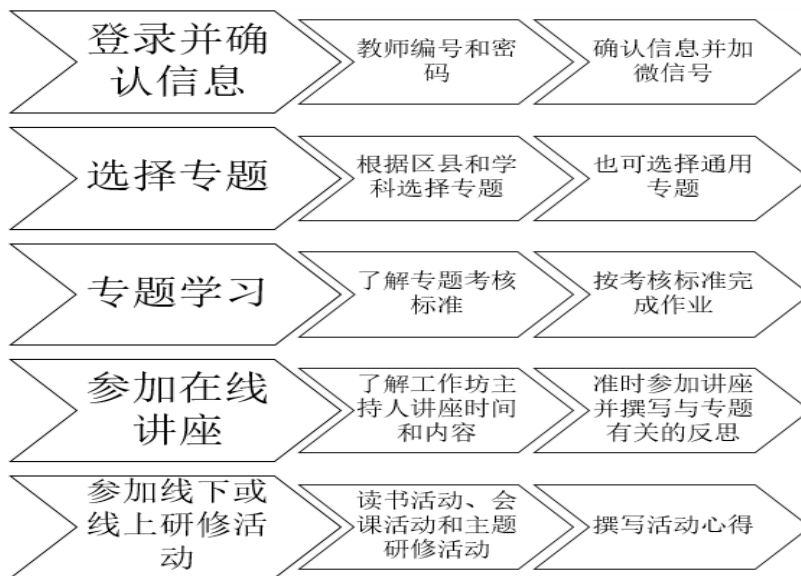 登录并确
认信息
教师编号和密
码
确认信息并加
微信号
选择专题
根据区县和学
科选择专题
也可选择通用
专题
专题学习
了解专题考核
标准
按考核标准完
成作业
参加在线
讲座
了解工作坊主
持人讲座时间
和内容
准时参加讲座
并撰写与专题
有关的反思
参加线下或
线上研修活
动
读书活动、会
课活动和主题
研修活动
撰写活动心得